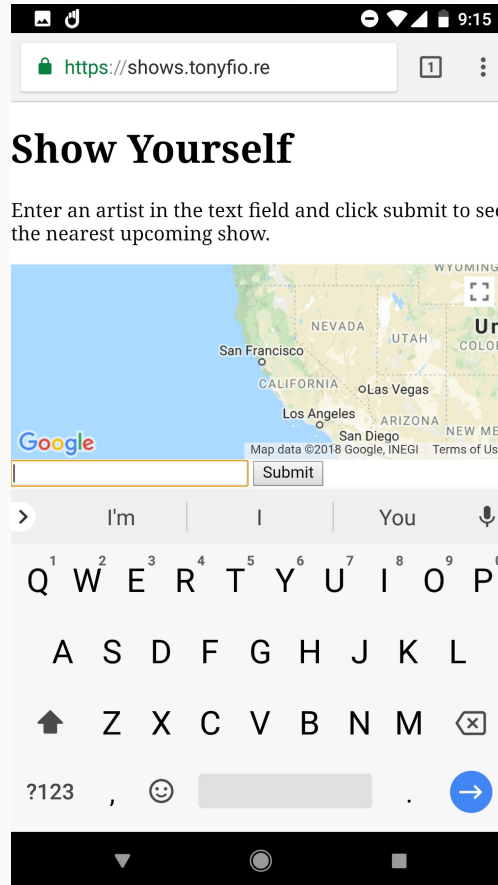 9:15
https://shows.tonyfio.re
1
Show Yourself
Enter an artist in the text field and click submit to see
the nearest upcoming show.
WYOMING
NEVADA
UTAH
Un
COLO
San Francisco
CALIFORNIA
Las Vegas
Los Angeles
ARIZONA
NEW ME
San Diego
Google
Map data ©2018 Google, INEGI
Terms of Us
Submit
I'm I You
1 2 3 4 5 6 7 8 9 0
Q W E R T Y U I O P
A S D F G H J K L
Z X C V B N M
?123 , .